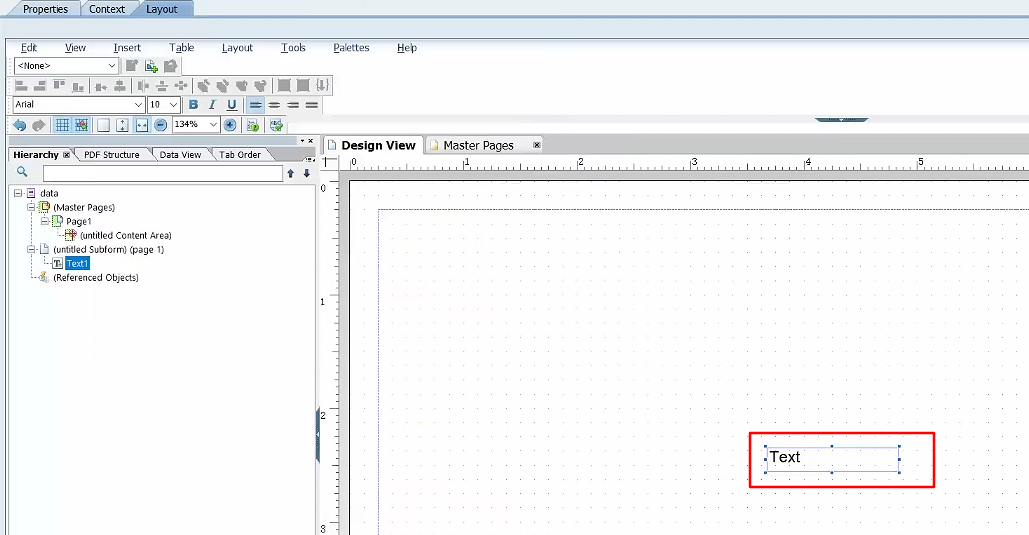 Properties Context Layout
Edit View Insert Table Layout Tools Palettes Help
<None>
Arial 10 B I U
134%
Hierarchy PDF Structure Data View Tab Order
Design View Master Pages
0 1 2 3 4 5
data
(Master Pages)
Page1
(untitled Content Area)
(untitled Subform) (page 1)
Text1
(Referenced Objects)
0
1
2
3
Text